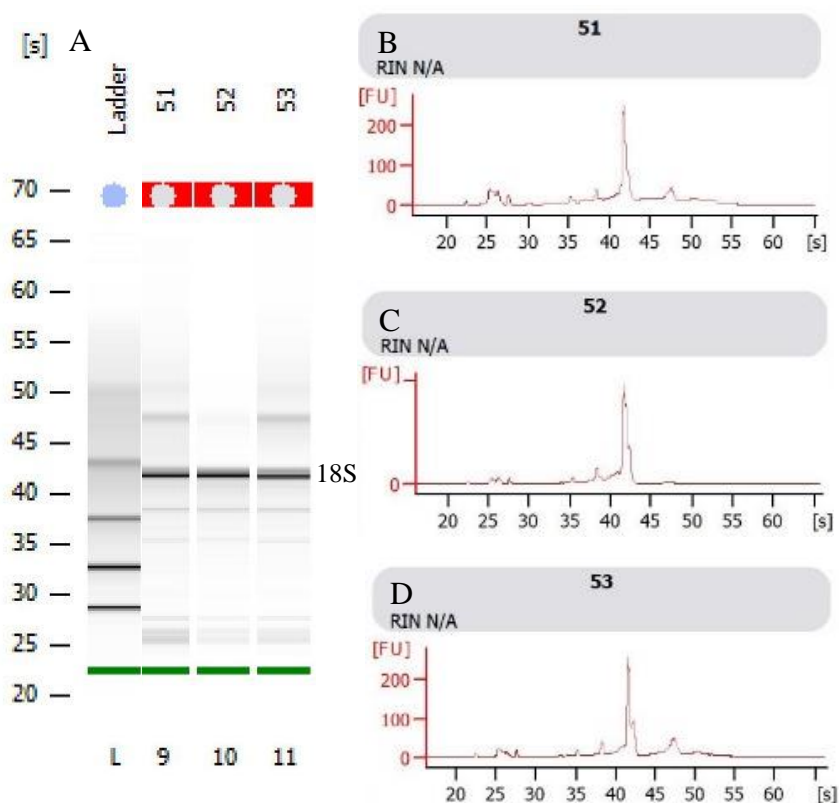 [s] A
Ladder 51 52 53
70
65
60
55
50
45
40
35
30
25
20
18S
L 9 10 11
B 51
RIN N/A
[FU]
200
100
0
20 25 30 35 40 45 50 55 60 [s]
C 52
RIN N/A
[FU]
0
20 25 30 35 40 45 50 55 60 [s]
D 53
RIN N/A
[FU]
200
100
0
20 25 30 35 40 45 50 55 60 [s]